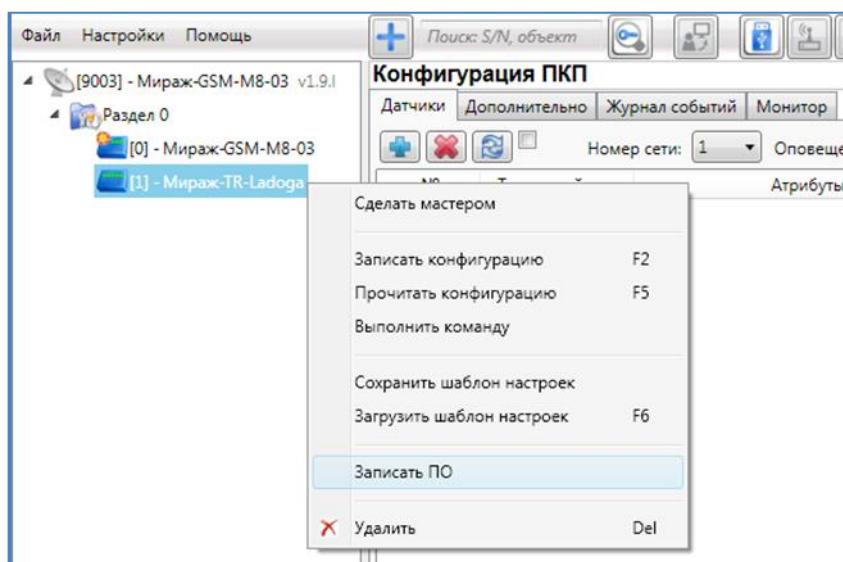 Файл Настройки Помощь
Поиск: S/N, объект
[9003] - Мираж-GSM-M8-03 v1.9.
Раздел 0
[0] - Мираж-GSM-M8-03
[1] - Мираж-TR-Ladoga
Конфигурация ПКП
Датчики Дополнительно Журнал событий Монитор
Номер сети: 1 Оповеще
Атрибуты
Сделать мастером
Записать конфигурацию F2
Прочитать конфигурацию F5
Выполнить команду
Сохранить шаблон настроек
Загрузить шаблон настроек F6
Записать ПО
Удалить Del